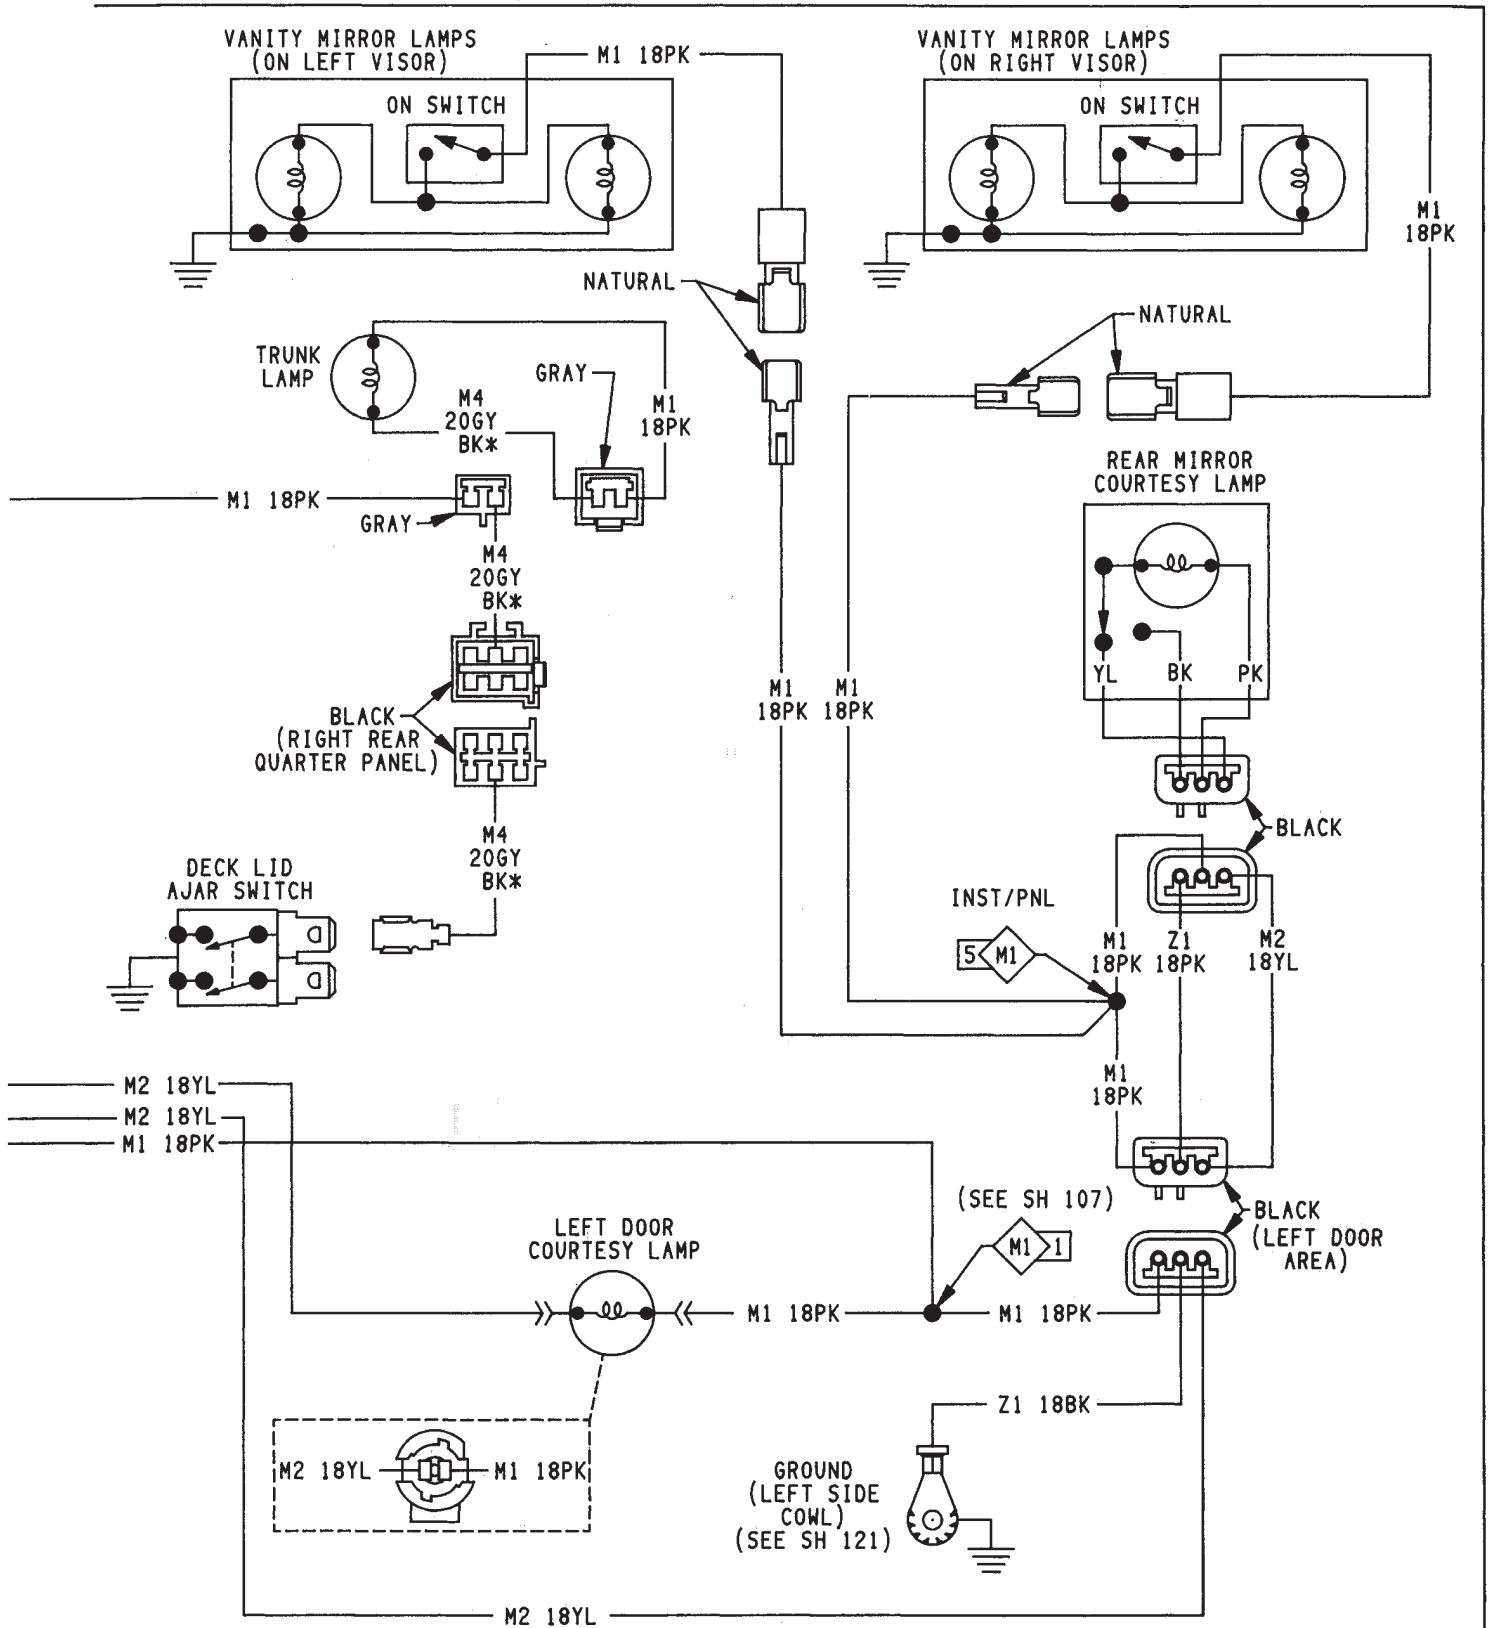 VANITY MIRROR LAMPS
(ON LEFT VISOR)
M1 18PK
VANITY MIRROR LAMPS
(ON RIGHT VISOR)
ON SWITCH
ON SWITCH
M1
18PK
NATURAL
NATURAL
TRUNK
LAMP
GRAY
M4
20GY
BK*
M1
18PK
REAR MIRROR
COURTESY LAMP
M1 18PK
GRAY
M4
20GY
BK*
YL
BK
PK
M1
18PK
M1
18PK
BLACK
(RIGHT REAR
QUARTER PANEL)
BLACK
M4
20GY
BK*
DECK LID
AJAR SWITCH
INST/PNL
5
M1
M1
18PK
Z1
18PK
M2
18YL
M1
18PK
M2 18YL
M2 18YL
M1 18PK
(SEE SH 107)
M1
1
BLACK
(LEFT DOOR
AREA)
LEFT DOOR
COURTESY LAMP
M1 18PK
M1 18PK
Z1 18BK
M2 18YL
M1 18PK
GROUND
(LEFT SIDE
COWL)
(SEE SH 121)
M2 18YL